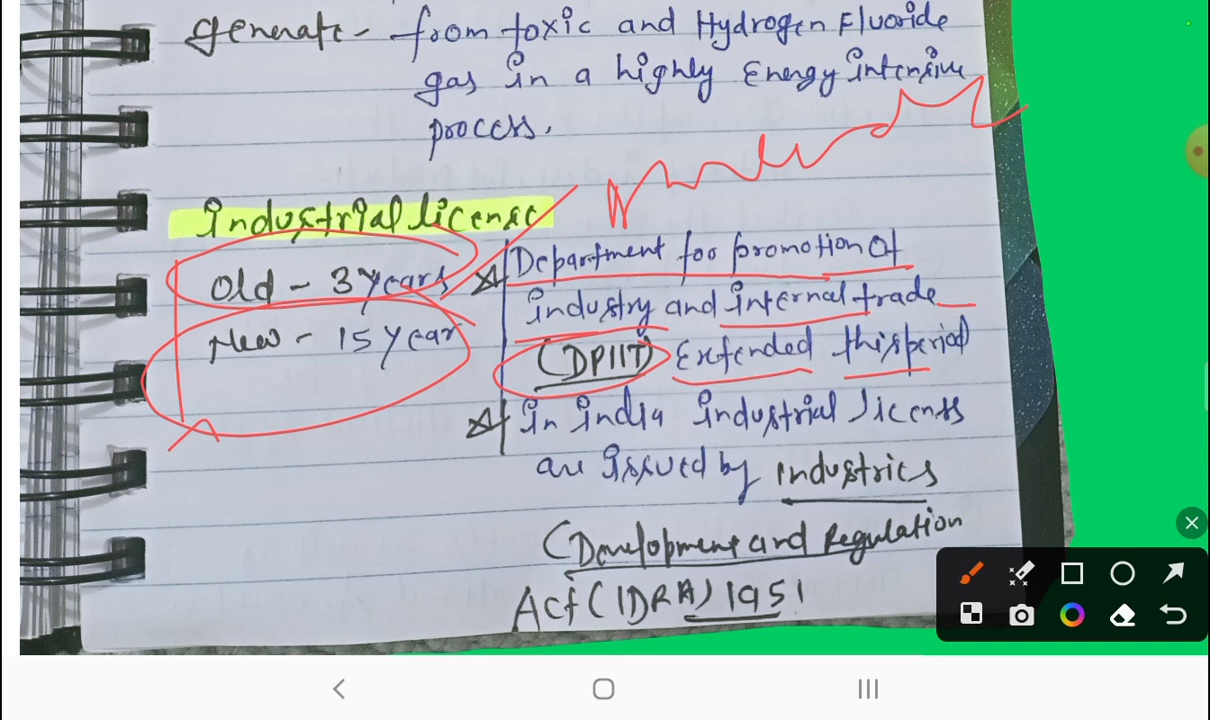 Generate - from toxic and Hydrogen Fluoride
gas in a highly Energy intensive
process.
industrial license
Old - 3 years
New - 15 year
Department for promotion of
industry and internal trade
(DPIIT) Extended this period
in india industrial licenses
are issued by industries
(Development and Regulation
Act (IDRA) 1951